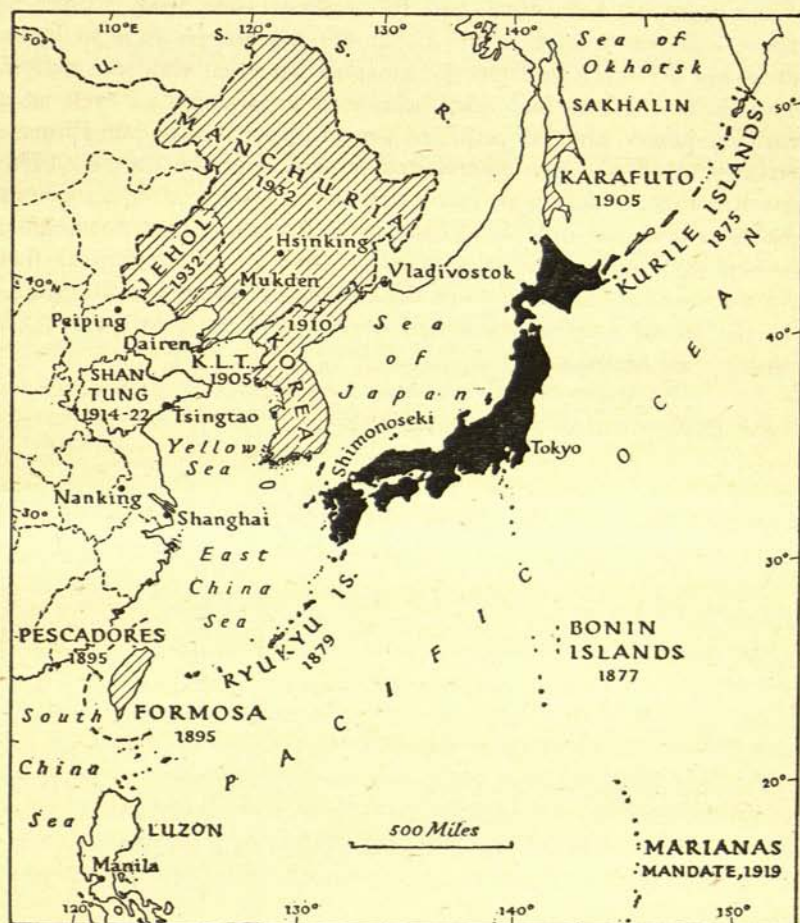 110°E
120°
130°
140°
50°
U. S. S. R.
Sea of
Okhotsk
SAKHALIN
50°
MANCHURIA
1932
KARAFUTO
1905
KURILE ISLANDS
1875
JEHOL
1932
Hsinking
Mukden
Vladivostok
40°N
Peiping
Dairen
K.L.T.
1905
1910
KOREA
Sea
of
Japan
40°
SHAN
TUNG
1914-22
Tsingtao
Yellow
Sea
Shimonoseki
Tokyo
Nanking
Shanghai
30°
East
China
Sea
30°
RYUKYU IS.
1879
PACIFIC OCEAN
PESCADORES
1895
BONIN
ISLANDS
1877
FORMOSA
1895
South
China
Sea
20°
LUZON
Manila
500 Miles
MARIANAS
MANDATE, 1919
120°
130°
140°
150°